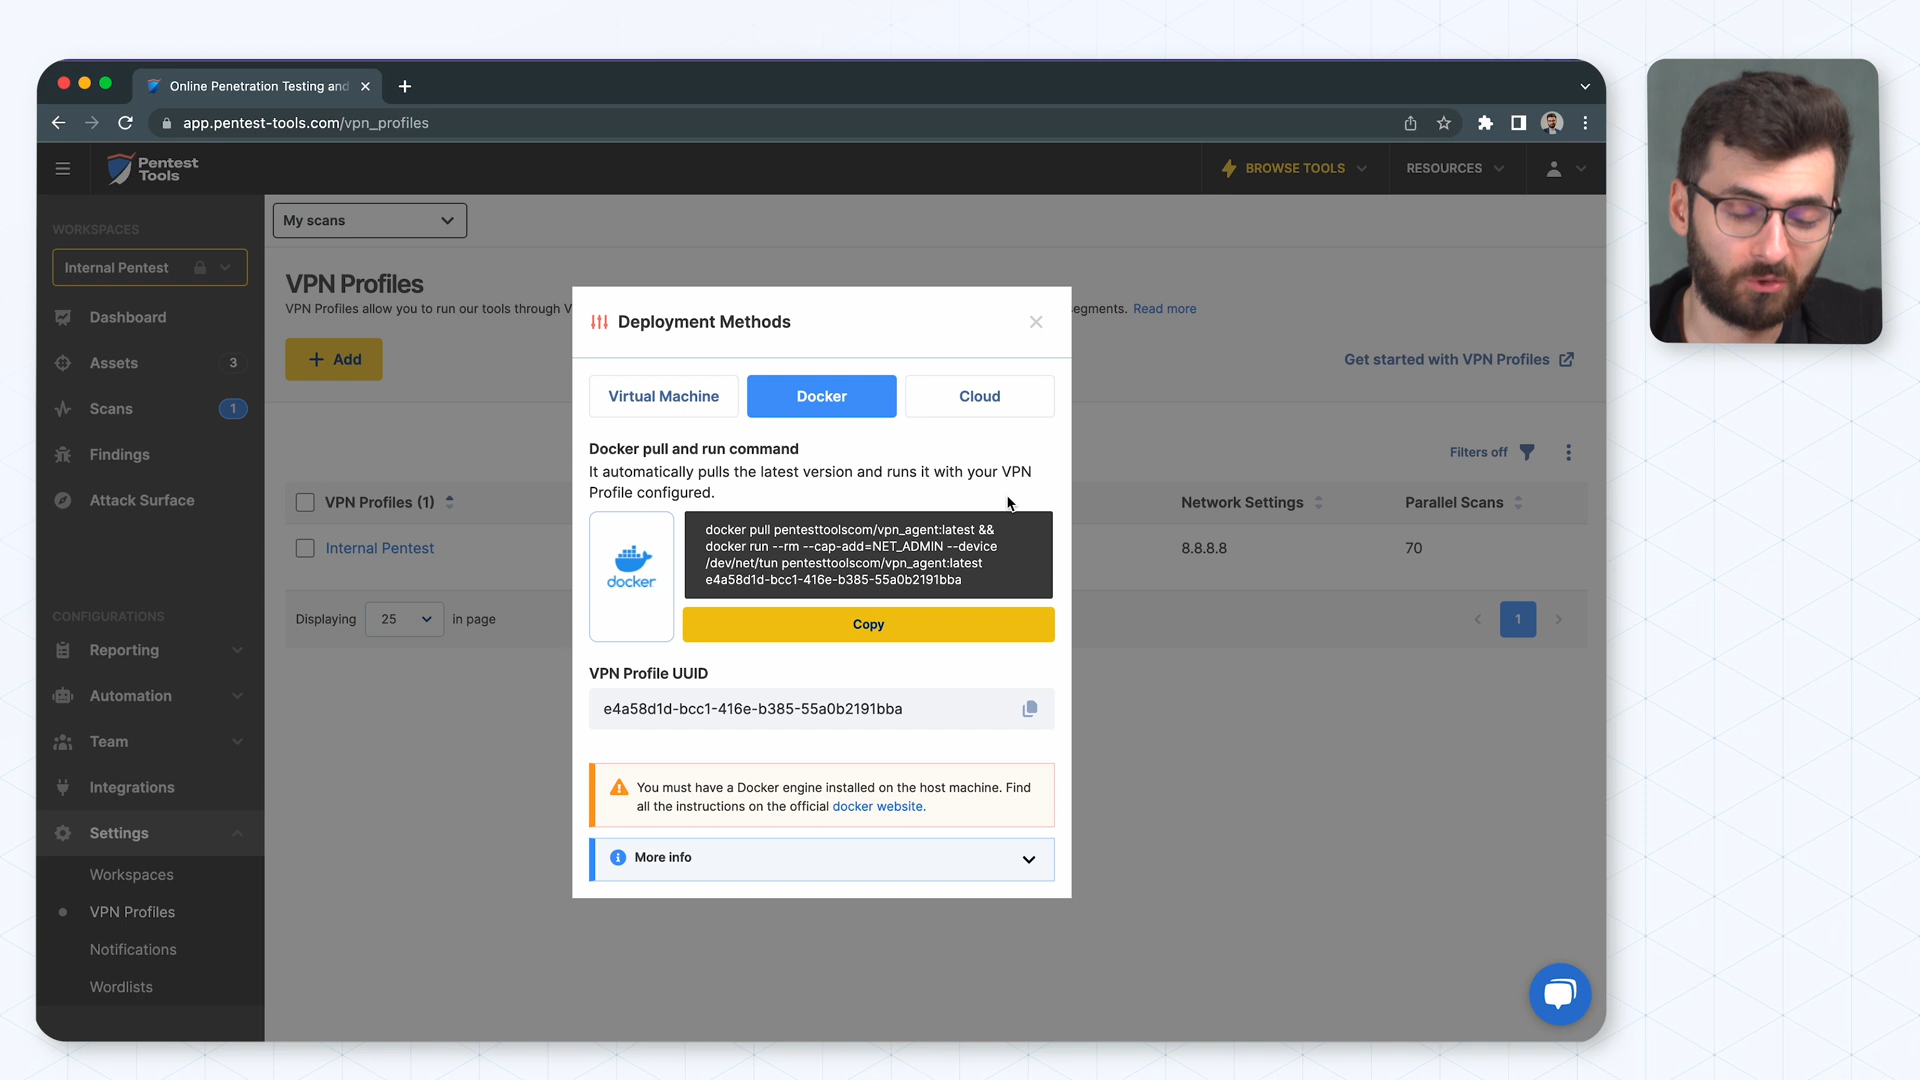 Online Penetration Testing and
app.pentest-tools.com/vpn_profiles
Pentest
Tools
BROWSE TOOLS
RESOURCES
WORKSPACES
Internal Pentest
Dashboard
Assets
3
Scans
1
Findings
Attack Surface
CONFIGURATIONS
Reporting
Automation
Team
Integrations
Settings
Workspaces
VPN Profiles
Notifications
Wordlists
My scans
VPN Profiles
VPN Profiles allow you to run our tools through V
egments. Read more
+ Add
Get started with VPN Profiles
Filters off
VPN Profiles (1)
Network Settings
Parallel Scans
Internal Pentest
8.8.8.8
70
Displaying
25
in page
1
Deployment Methods
Virtual Machine
Docker
Cloud
Docker pull and run command
It automatically pulls the latest version and runs it with your VPN
Profile configured.
docker
docker pull pentesttoolscom/vpn_agent:latest &&
docker run --rm --cap-add=NET_ADMIN --device
/dev/net/tun pentesttoolscom/vpn_agent:latest
e4a58d1d-bcc1-416e-b385-55a0b2191bba
Copy
VPN Profile UUID
e4a58d1d-bcc1-416e-b385-55a0b2191bba
You must have a Docker engine installed on the host machine. Find
all the instructions on the official docker website.
More info